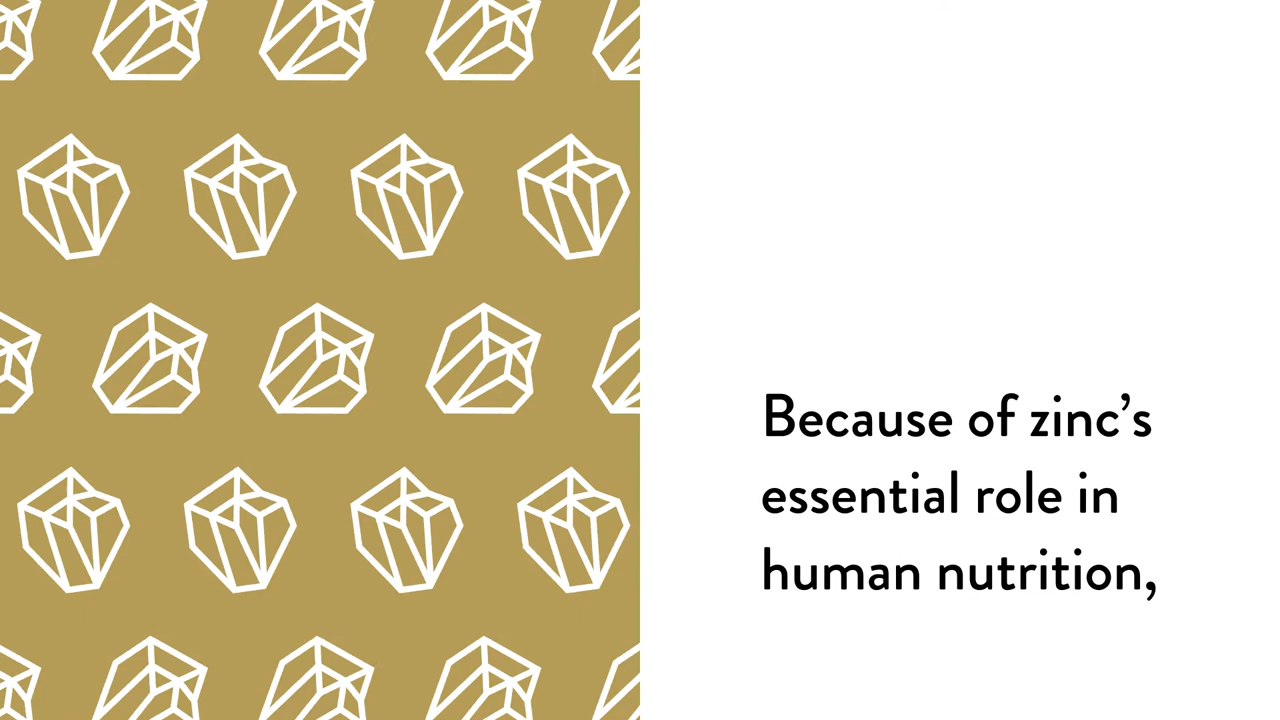 Because of zinc’s
essential role in
human nutrition,